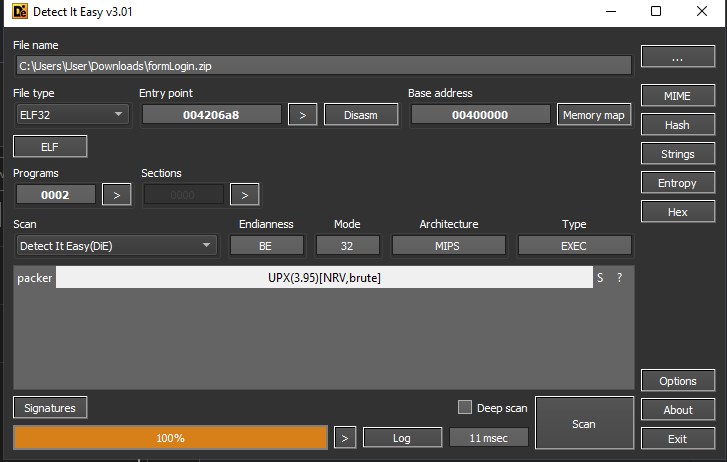 Detect It Easy v3.01
File name
C:\Users\User\Downloads\formLogin.zip
...
File type Entry point Base address
ELF32 004206a8 > Disasm 00400000 Memory map
MIME
Hash
ELF
Strings
Programs Sections
0002 > 0000 >
Entropy
Hex
Scan Endianness Mode Architecture Type
Detect It Easy(DiE) BE 32 MIPS EXEC
packer UPX(3.95)[NRV,brute] S ?
Options
Signatures Deep scan Scan About
100% > Log 11 msec Exit